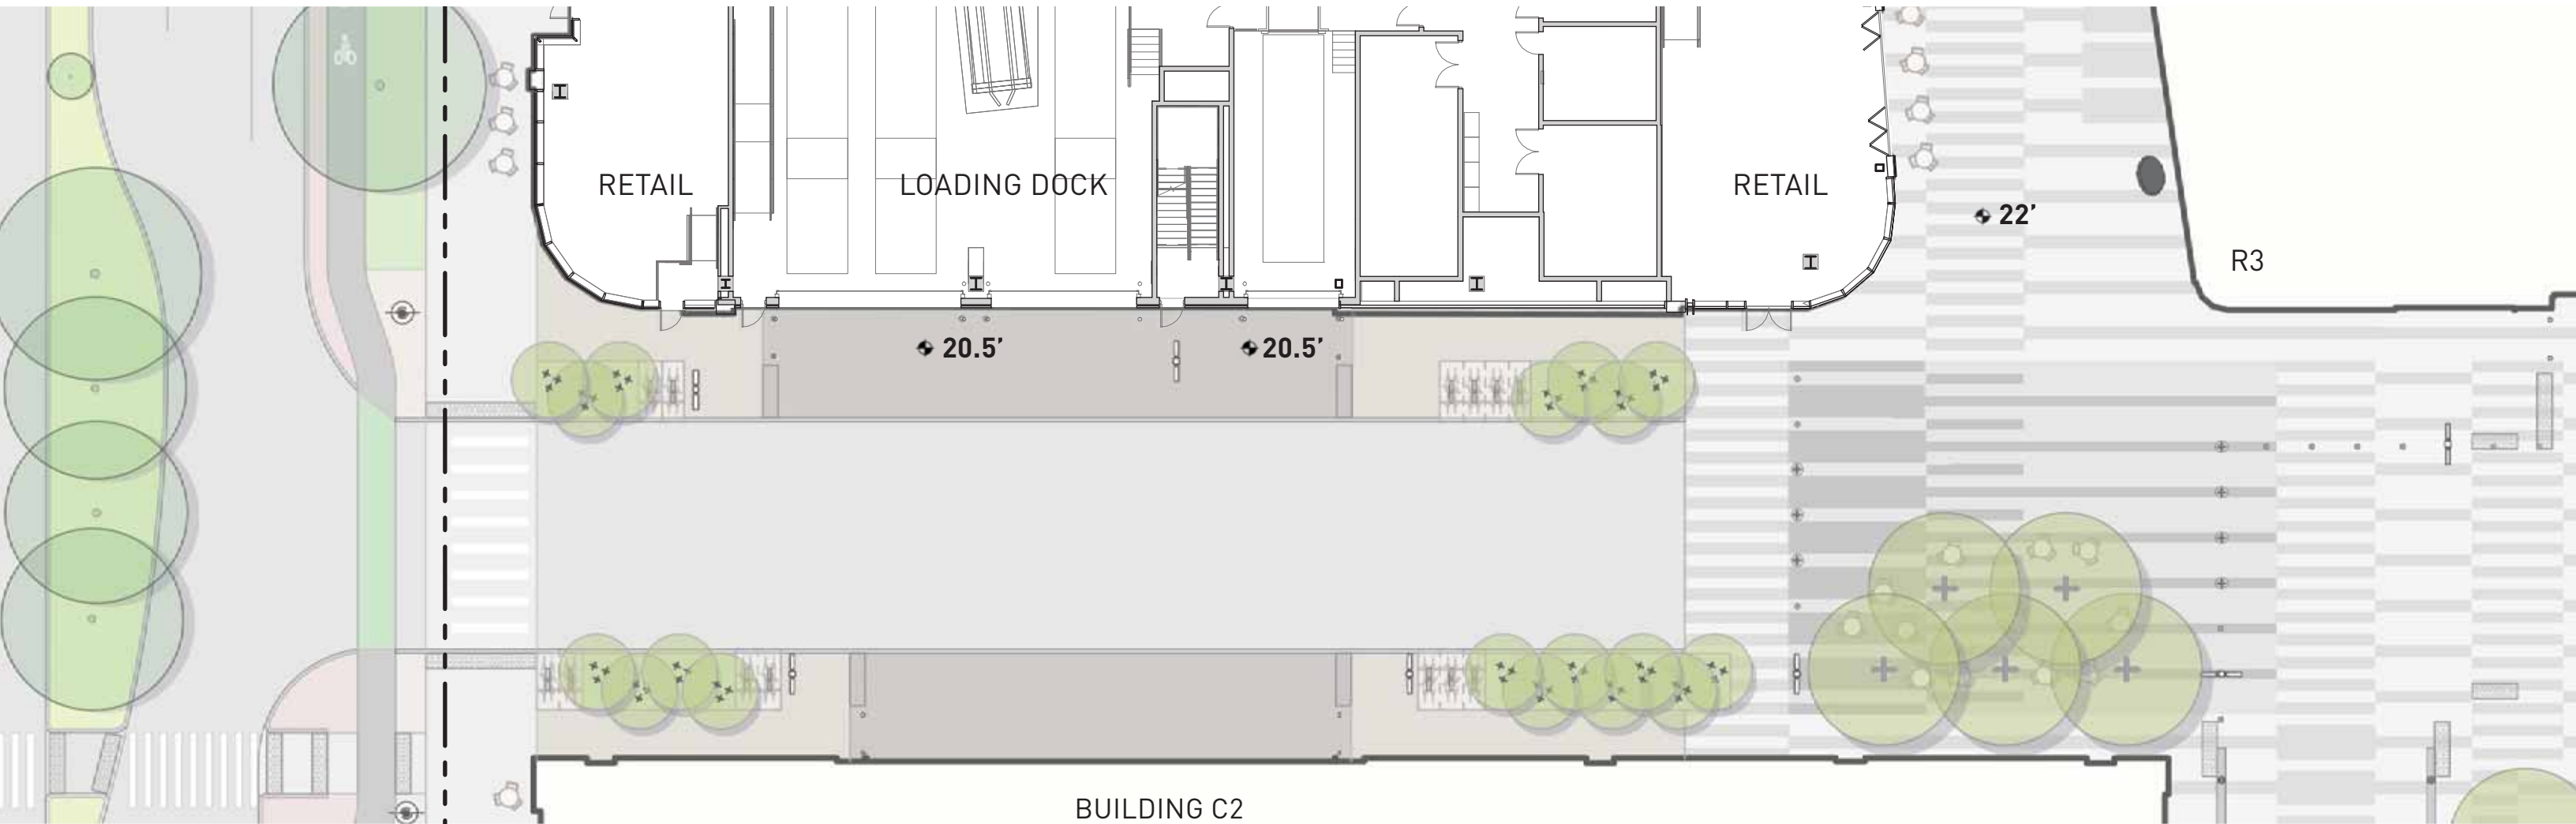 RETAIL
LOADING DOCK
RETAIL
22’
R3
20.5’
20.5’
BUILDING C2